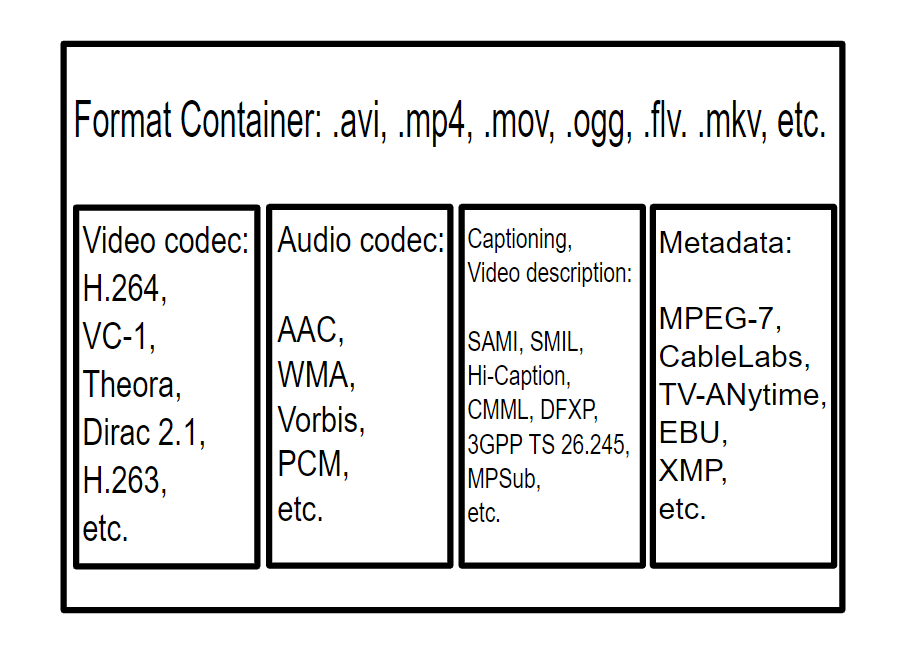 Format Container: .avi, .mp4, .mov, .ogg, .flv. .mkv, etc.
Video codec:
H.264,
VC-1,
Theora,
Dirac 2.1,
H.263,
etc.
Audio codec:
AAC,
WMA,
Vorbis,
PCM,
etc.
Captioning,
Video description:
SAMI, SMIL,
Hi-Caption,
CMML, DFXP,
3GPP TS 26.245,
MPSub,
etc.
Metadata:
MPEG-7,
CableLabs,
TV-ANytime,
EBU,
XMP,
etc.